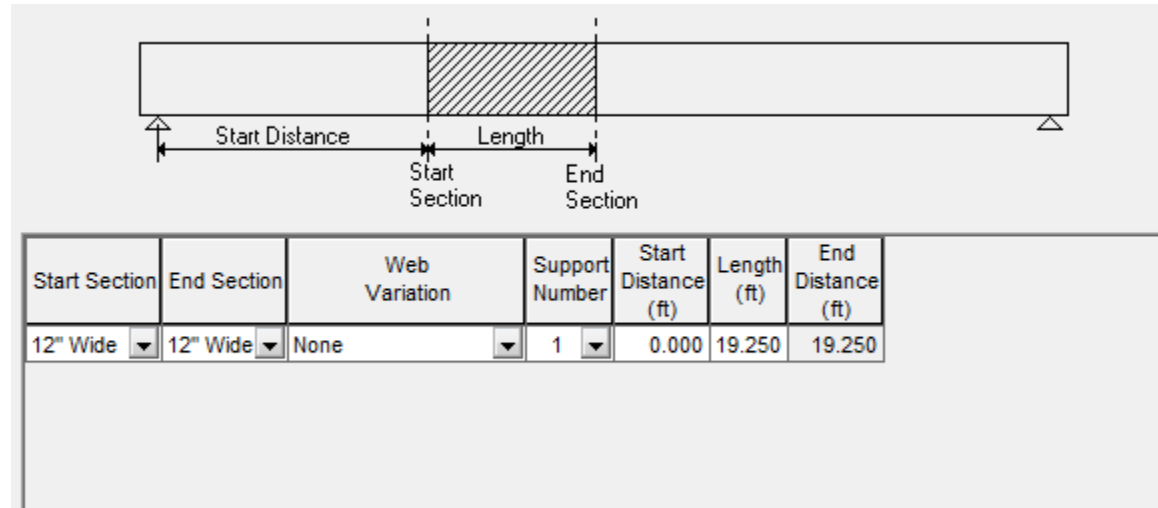 Start Distance
Length
Start
Section
End
Section
Start Section End Section Web Variation Support Number Start Distance (ft) Length (ft) End Distance (ft)
12" Wide 12" Wide None 1 0.000 19.250 19.250